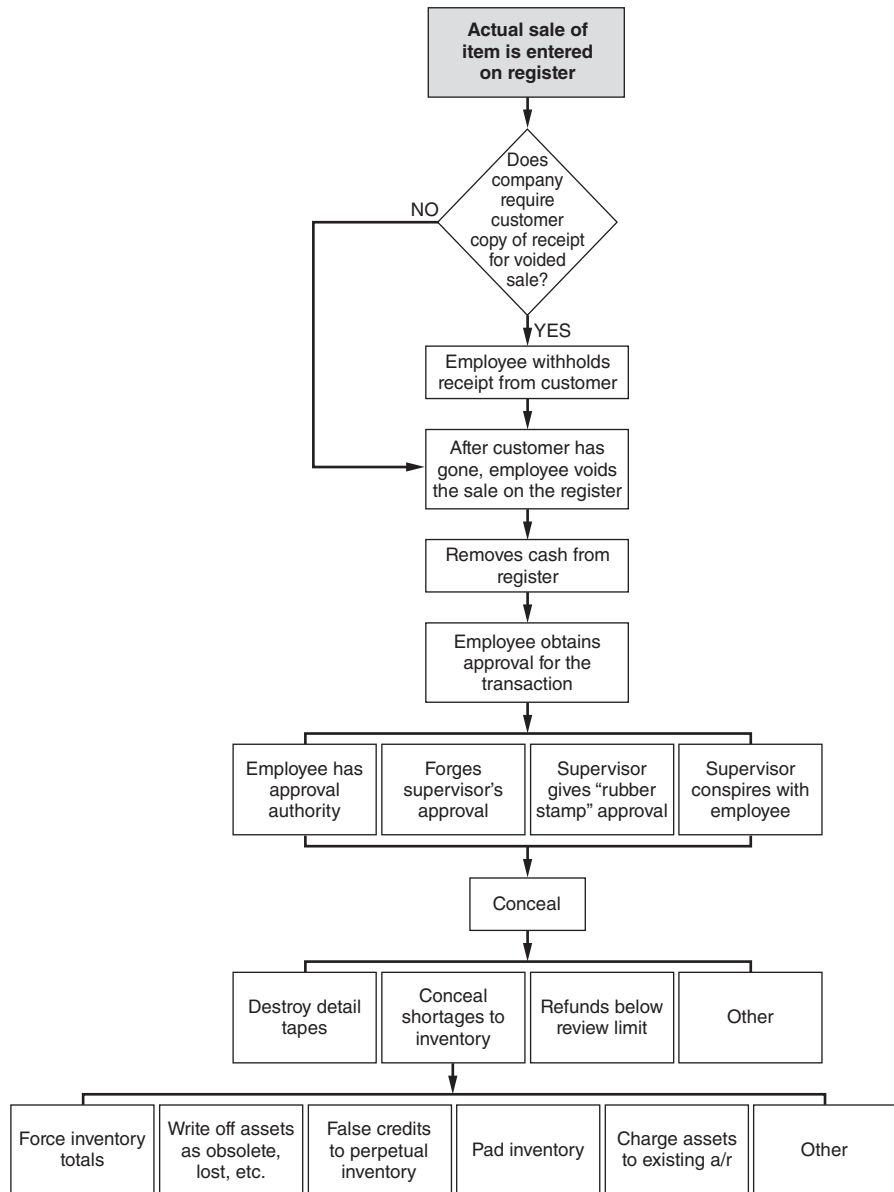 Actual sale of
item is entered
on register
Does
company
require
customer
copy of receipt
for voided
sale?
NO
YES
Employee withholds
receipt from customer
After customer has
gone, employee voids
the sale on the register
Removes cash from
register
Employee obtains
approval for the
transaction
Employee has
approval
authority
Forges
supervisor’s
approval
Supervisor
gives “rubber
stamp” approval
Supervisor
conspires with
employee
Conceal
Destroy detail
tapes
Conceal
shortages to
inventory
Refunds below
review limit
Other
Force inventory
totals
Write off assets
as obsolete,
lost, etc.
False credits
to perpetual
inventory
Pad inventory
Charge assets
to existing a/r
Other